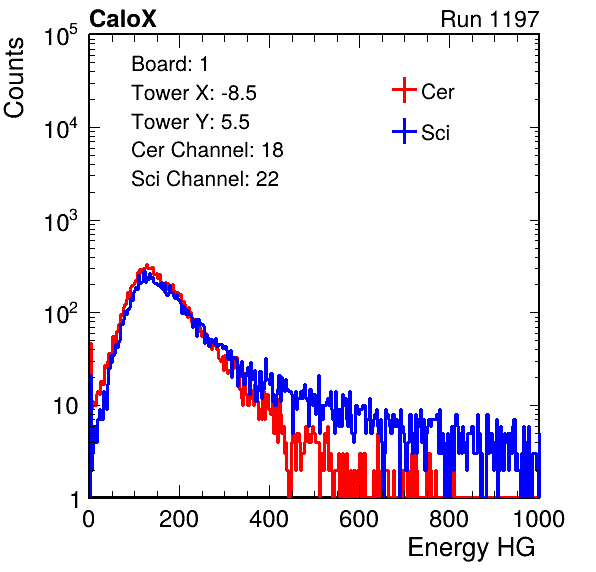 CaloX Run 1197
Counts
10^5
Board: 1
Tower X: -8.5
Tower Y: 5.5
Cer Channel: 18
Sci Channel: 22
Cer
Sci
10^4
10^3
10^2
10
1
0 200 400 600 800 1000
Energy HG